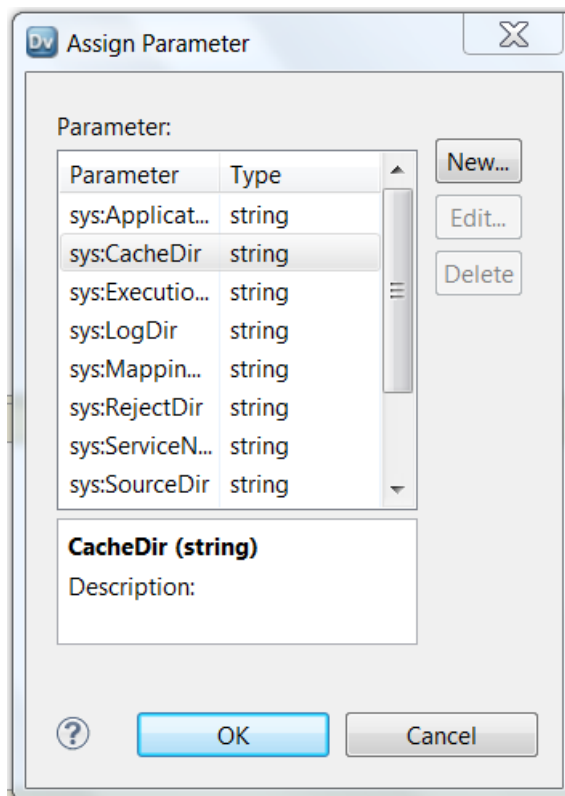 Dv Assign Parameter
Parameter:
Parameter Type
sys:Applicat... string
sys:CacheDir string
sys:Executio... string
sys:LogDir string
sys:Mappin... string
sys:RejectDir string
sys:ServiceN... string
sys:SourceDir string
New...
Edit...
Delete
CacheDir (string)
Description:
? OK Cancel